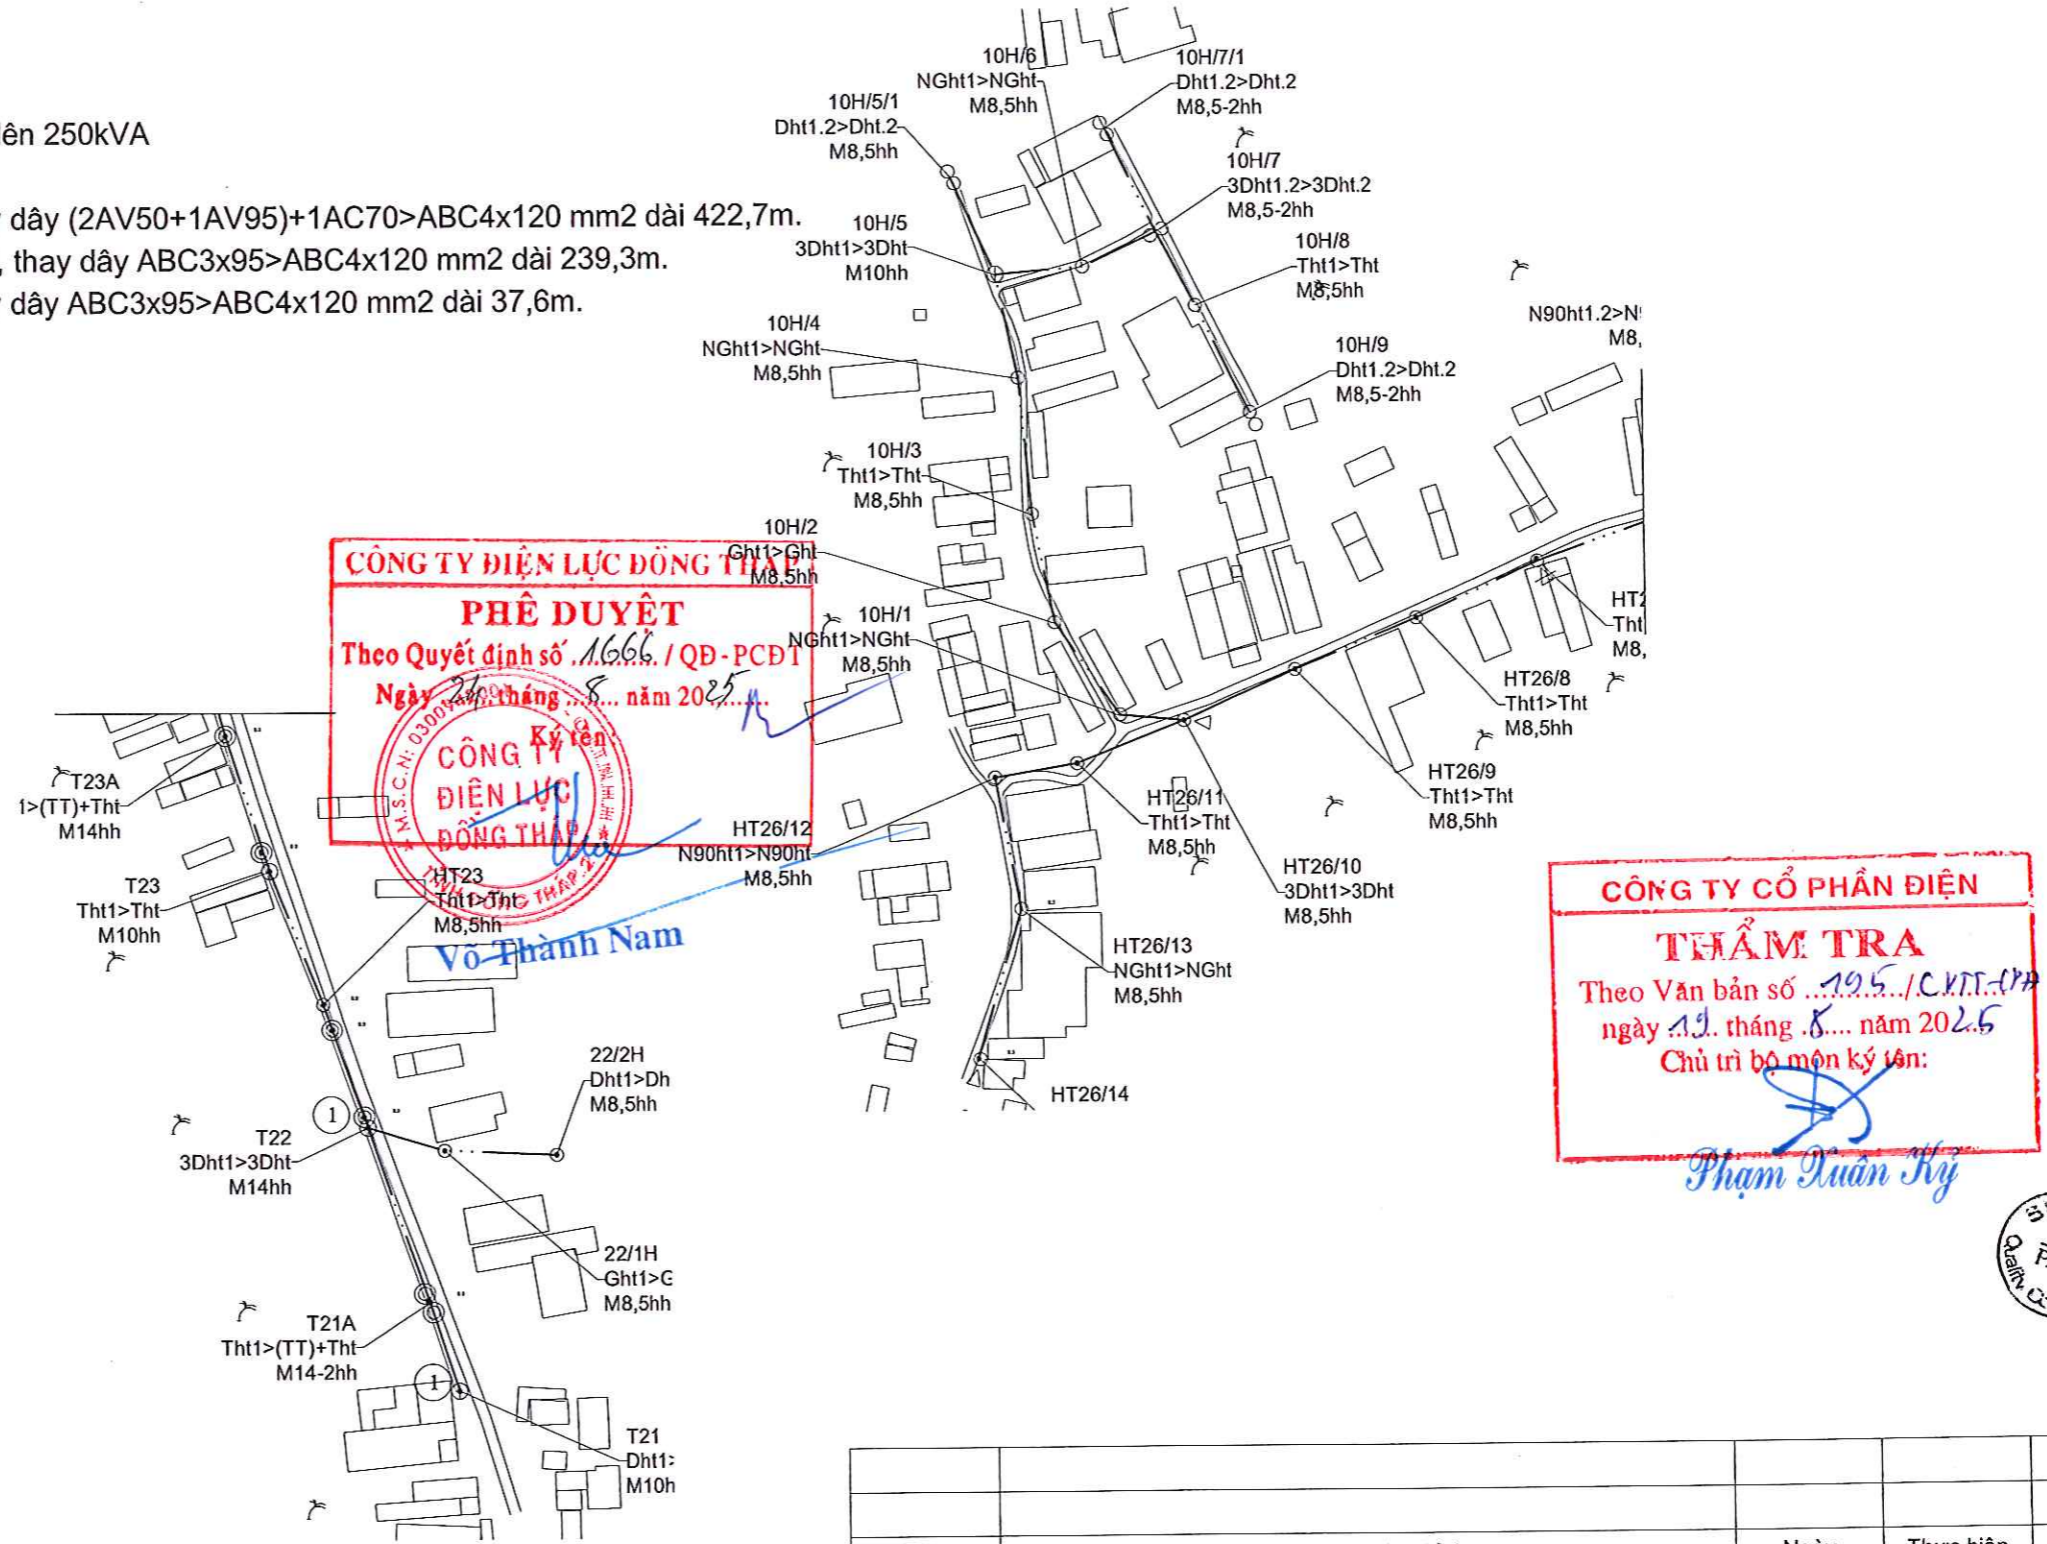 lên 250kVA
dây (2AV50+1AV95)+1AC70>ABC4x120 mm2 dài 422,7m.
, thay dây ABC3x95>ABC4x120 mm2 dài 239,3m.
dây ABC3x95>ABC4x120 mm2 dài 37,6m.
10H/6
NGht1>NGht
M8,5hh
10H/7/1
Dht1.2>Dht.2
M8,5-2hh
10H/5/1
Dht1.2>Dht.2
M8,5hh
10H/7
3Dht1.2>3Dht.2
M8,5-2hh
10H/5
3Dht1>3Dht
M10hh
10H/8
Tht1>Tht
M8,5hh
10H/4
NGht1>NGht
M8,5hh
N90ht1.2>N
M8,
10H/9
Dht1.2>Dht.2
M8,5-2hh
10H/3
Tht1>Tht
M8,5hh
10H/2
Ght1>Ght
M8,5hh
10H/1
NGht1>NGht
M8,5hh
CÔNG TY ĐIỆN LỰC ĐỒNG THÁP
PHÊ DUYỆT
Theo Quyết định số 1666 / QĐ-PCĐT
Ngày 21 tháng 8 năm 2025
Ký tên
CÔNG TY
ĐIỆN LỰC
ĐỒNG THÁP
Võ Thành Nam
HT2
Tht
M8,
HT26/8
Tht1>Tht
M8,5hh
HT26/9
Tht1>Tht
M8,5hh
HT26/11
Tht1>Tht
M8,5hh
HT26/12
N90ht1>N90ht
M8,5hh
HT26/10
3Dht1>3Dht
M8,5hh
HT26/13
NGht1>NGht
M8,5hh
HT26/14
T23A
1>(TT)+Tht
M14hh
T23
Tht1>Tht
M10hh
HT23
Tht1>Tht
M8,5hh
22/2H
Dht1>Dh
M8,5hh
1
T22
3Dht1>3Dht
M14hh
22/1H
Ght1>G
M8,5hh
T21A
Tht1>(TT)+Tht
M14-2hh
1
T21
Dht1>
M10h
CÔNG TY CỔ PHẦN ĐIỆN
THẨM TRA
Theo Văn bản số 195/CVTT-
ngày 19 tháng 8 năm 2025
Chủ trì bộ môn ký tên:
Phạm Xuân Kỷ
Quality